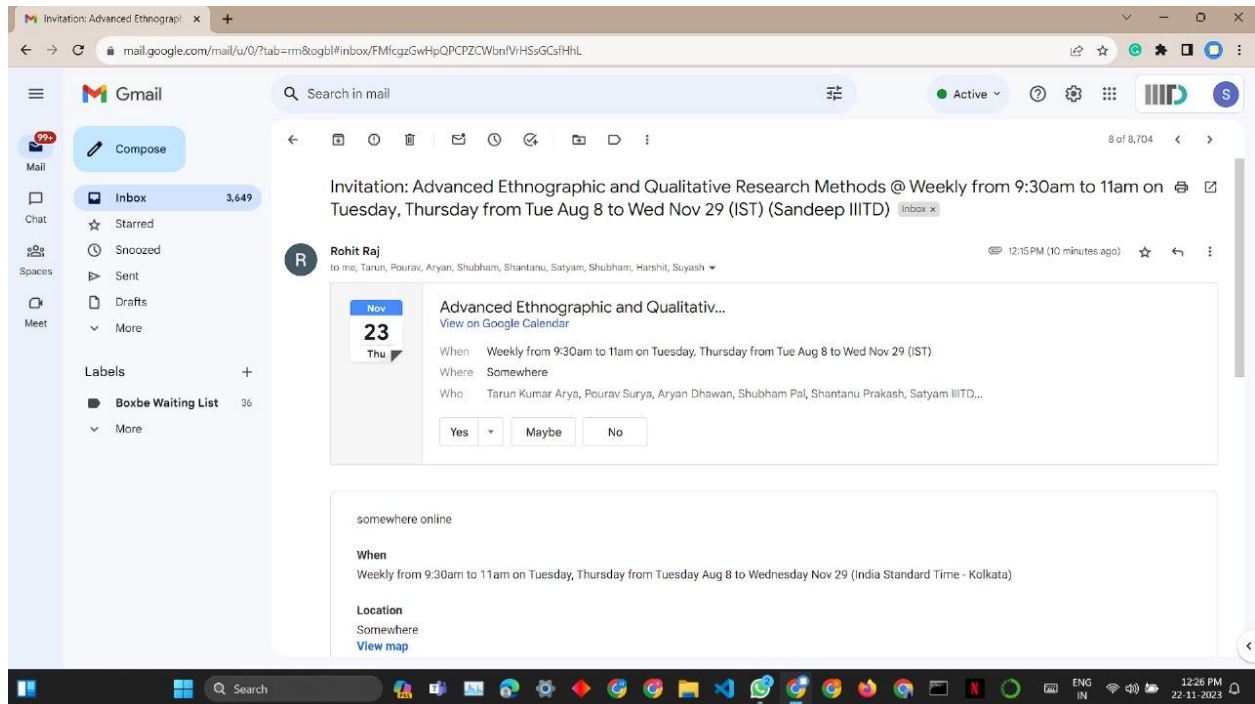 Invitation: Advanced Ethnograpl
mail.google.com/mail/u/0/?tab=rm&ogbl#inbox/FMfcgzGwHpQPCPZCWbnfVrHSsGCsfHhL
Gmail
Search in mail
Active
IIITD
S
99+
Mail
Compose
8 of 8,704
Inbox 3,649
Chat
Starred
Snoozed
Spaces
Sent
Drafts
Meet
More
Labels
Boxbe Waiting List 36
More
Invitation: Advanced Ethnographic and Qualitative Research Methods @ Weekly from 9:30am to 11am on
Tuesday, Thursday from Tue Aug 8 to Wed Nov 29 (IST) (Sandeep IIITD) Inbox x
R
Rohit Raj 12:15 PM (10 minutes ago)
to me, Tarun, Pourav, Aryan, Shubham, Shantanu, Satyam, Shubham, Harshit, Suyash
Nov
23
Thu
Advanced Ethnographic and Qualitativ...
View on Google Calendar
When Weekly from 9:30am to 11am on Tuesday, Thursday from Tue Aug 8 to Wed Nov 29 (IST)
Where Somewhere
Who Tarun Kumar Arya, Pourav Surya, Aryan Dhawan, Shubham Pal, Shantanu Prakash, Satyam IIITD...
Yes Maybe No
somewhere online
When
Weekly from 9:30am to 11am on Tuesday, Thursday from Tuesday Aug 8 to Wednesday Nov 29 (India Standard Time - Kolkata)
Location
Somewhere
View map
Search
ENG
IN
12:26 PM
22-11-2023